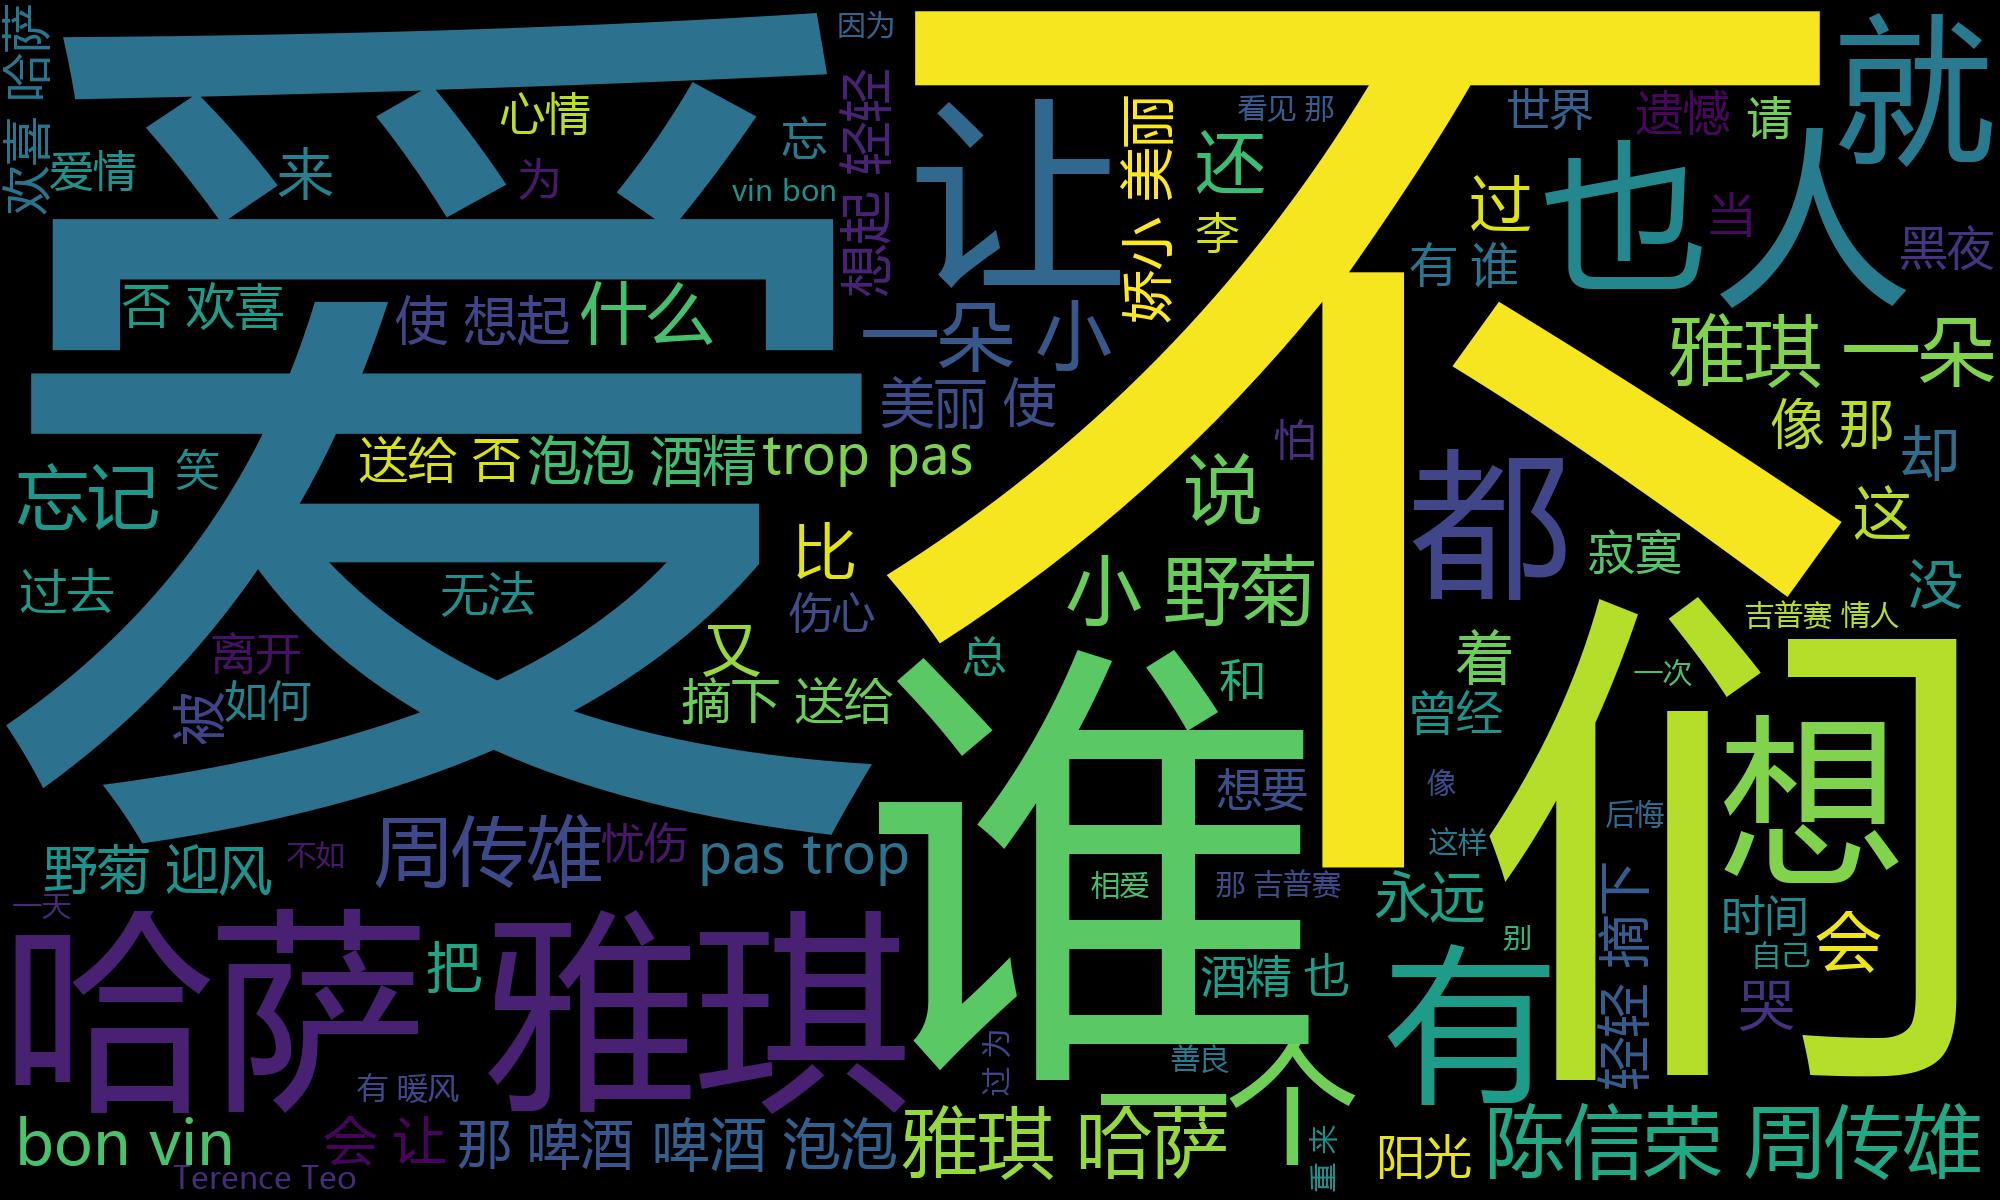 爱
不
们
谁
哈萨 雅琪
就
也
人
让
都
想
有
一个
欢喜 哈萨
爱情
来
心情
为
忘
vin bon
因为
想起 轻轻
娇小 美丽
看见 那
还
李
世界
遗憾
请
过
当
有 谁
黑夜
否 欢喜
使 想起
什么
一朵 小
雅琪 一朵
美丽 使
像 那
却
怕
送给 否
泡泡 酒精
trop pas
忘记
笑
说
这
比
寂寞
没
过去
无法
伤心
小 野菊
吉普赛 情人
又
总
和
着
一次
离开
如何
被
摘下 送给
曾经
想要
像
后悔
这样
野菊 迎风
不如
周传雄
忧伤
pas trop
相爱
那 吉普赛
永远
一天
时间
自己
会
别
轻轻 摘下
把
酒精 也
哭
过 为
善良
有 暖风
bon vin
会 让
那 啤酒
啤酒 泡泡
雅琪 哈萨
重 来
阳光
陈信荣 周传雄
Terence Teo